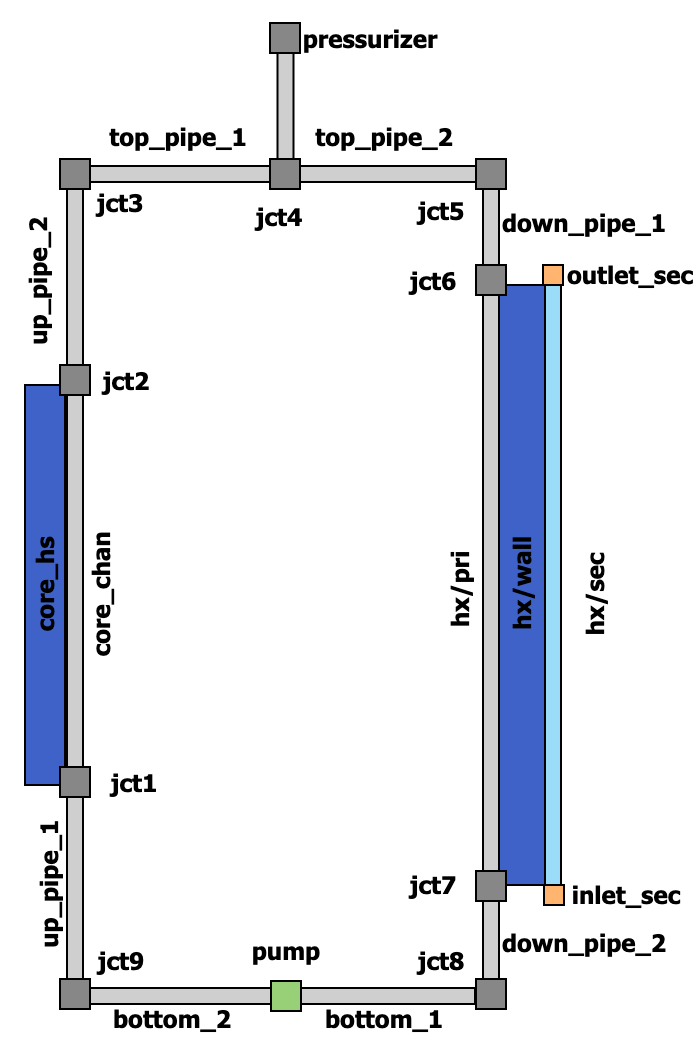 pressurizer
top_pipe_1
top_pipe_2
jct3
jct4
jct5
down_pipe_1
up_pipe_2
jct6
outlet_sec
jct2
core_hs
core_chan
hx/pri
hx/wall
hx/sec
jct1
up_pipe_1
jct7
inlet_sec
jct9
pump
jct8
down_pipe_2
bottom_2
bottom_1